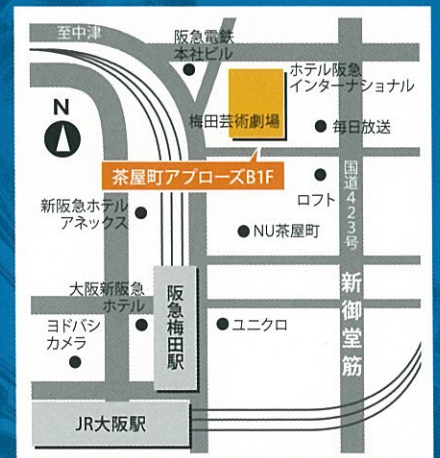 至中津
阪急電鉄
本社ビル
ホテル阪急
インターナショナル
N
梅田芸術劇場
毎日放送
茶屋町アプローズB1F
ロフト
国道423号
新阪急ホテル
アネックス
NU茶屋町
新御堂筋
大阪新阪急
ホテル
阪急梅田駅
ヨドバシ
カメラ
ユニクロ
JR大阪駅